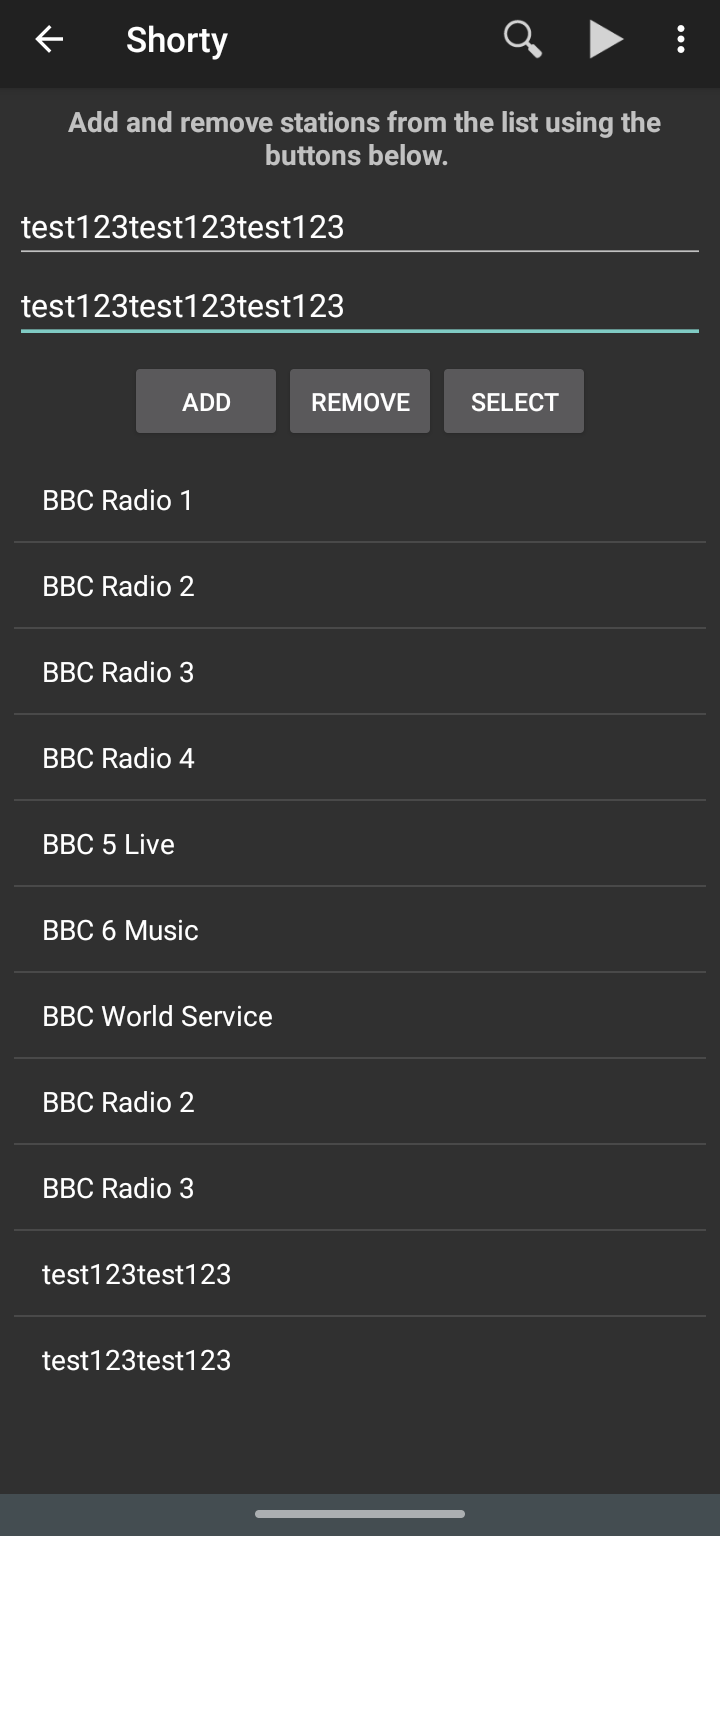 Shorty
Add and remove stations from the list using the
buttons below.
test123test123test123
test123test123test123
ADD REMOVE SELECT
BBC Radio 1
BBC Radio 2
BBC Radio 3
BBC Radio 4
BBC 5 Live
BBC 6 Music
BBC World Service
BBC Radio 2
BBC Radio 3
test123test123
test123test123